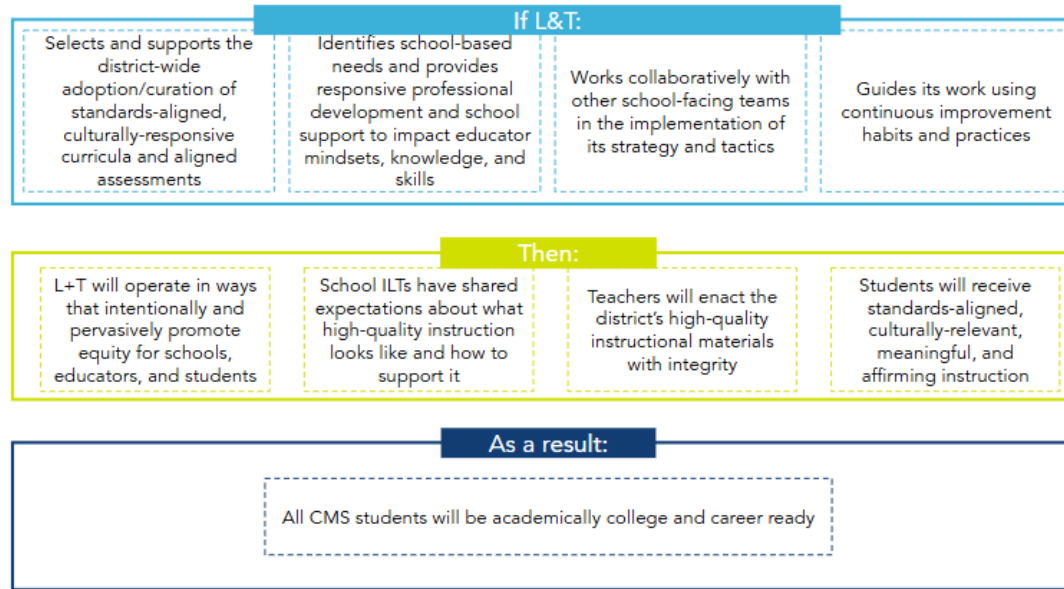 If L&T:
Selects and supports the
district-wide
adoption/curation of
standards-aligned,
culturally-responsive
curricula and aligned
assessments
Identifies school-based
needs and provides
responsive professional
development and school
support to impact educator
mindsets, knowledge, and
skills
Works collaboratively with
other school-facing teams
in the implementation of
its strategy and tactics
Guides its work using
continuous improvement
habits and practices
Then:
L+T will operate in ways
that intentionally and
pervasively promote
equity for schools,
educators, and students
School ILTs have shared
expectations about what
high-quality instruction
looks like and how to
support it
Teachers will enact the
district's high-quality
instructional materials
with integrity
Students will receive
standards-aligned,
culturally-relevant,
meaningful, and
affirming instruction
As a result:
All CMS students will be academically college and career ready